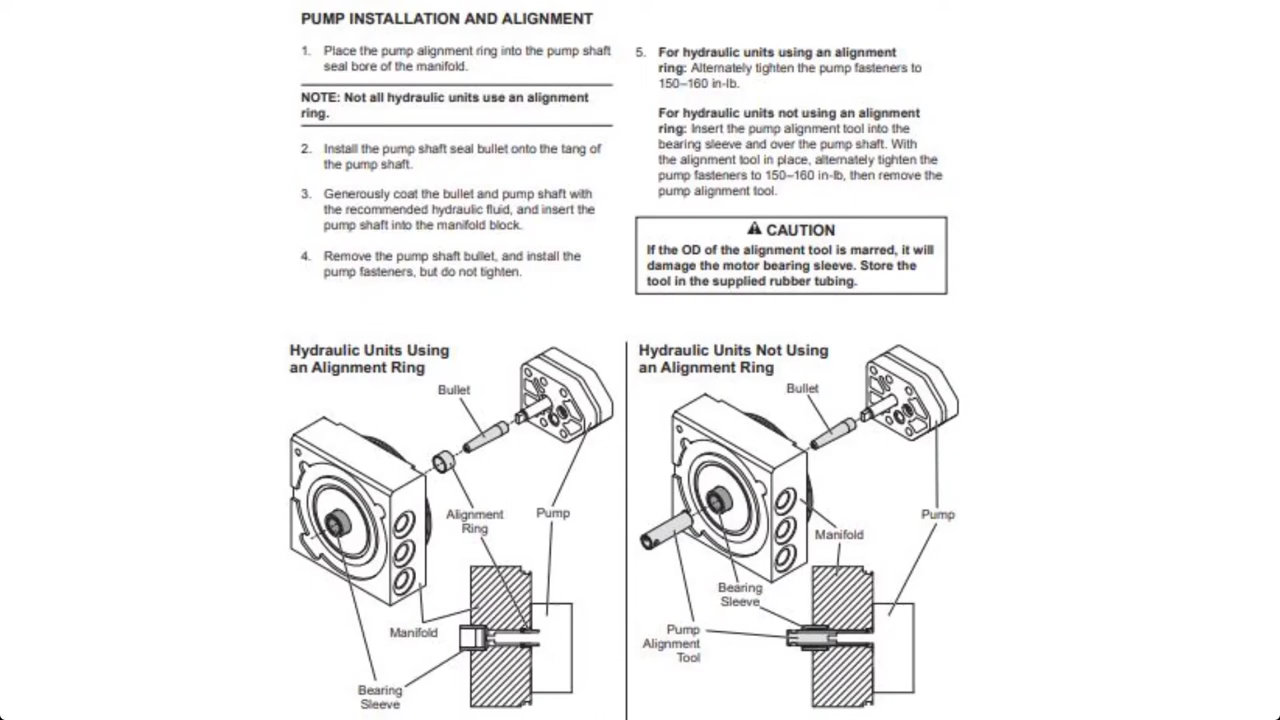 PUMP INSTALLATION AND ALIGNMENT
1. Place the pump alignment ring into the pump shaft
seal bore of the manifold.
NOTE: Not all hydraulic units use an alignment
ring.
2. Install the pump shaft seal bullet onto the tang of
the pump shaft.
3. Generously coat the bullet and pump shaft with
the recommended hydraulic fluid, and insert the
pump shaft into the manifold block.
4. Remove the pump shaft bullet, and install the
pump fasteners, but do not tighten.
5. For hydraulic units using an alignment
ring: Alternately tighten the pump fasteners to
150–160 in-lb.
For hydraulic units not using an alignment
ring: Insert the pump alignment tool into the
bearing sleeve and over the pump shaft. With
the alignment tool in place, alternately tighten the
pump fasteners to 150–160 in-lb, then remove the
pump alignment tool.
CAUTION
If the OD of the alignment tool is marred, it will
damage the motor bearing sleeve. Store the
tool in the supplied rubber tubing.
Hydraulic Units Using
an Alignment Ring
Bullet
Alignment
Ring
Pump
Manifold
Bearing
Sleeve
Hydraulic Units Not Using
an Alignment Ring
Bullet
Pump
Manifold
Bearing
Sleeve
Pump
Alignment
Tool